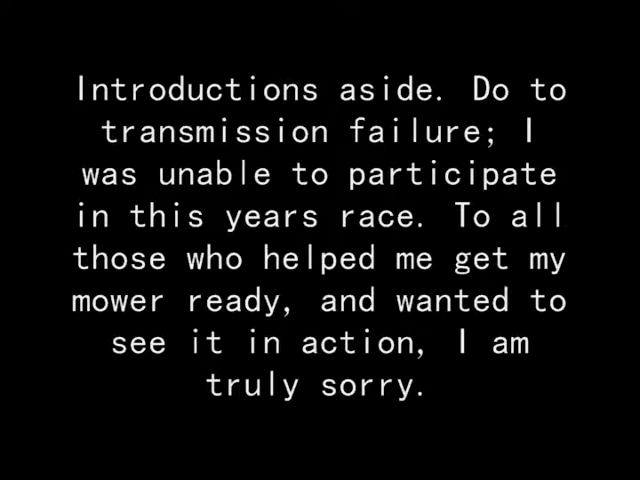 Introductions aside. Do to
transmission failure; I
was unable to participate
in this years race. To all
those who helped me get my
mower ready, and wanted to
see it in action, I am
truly sorry.